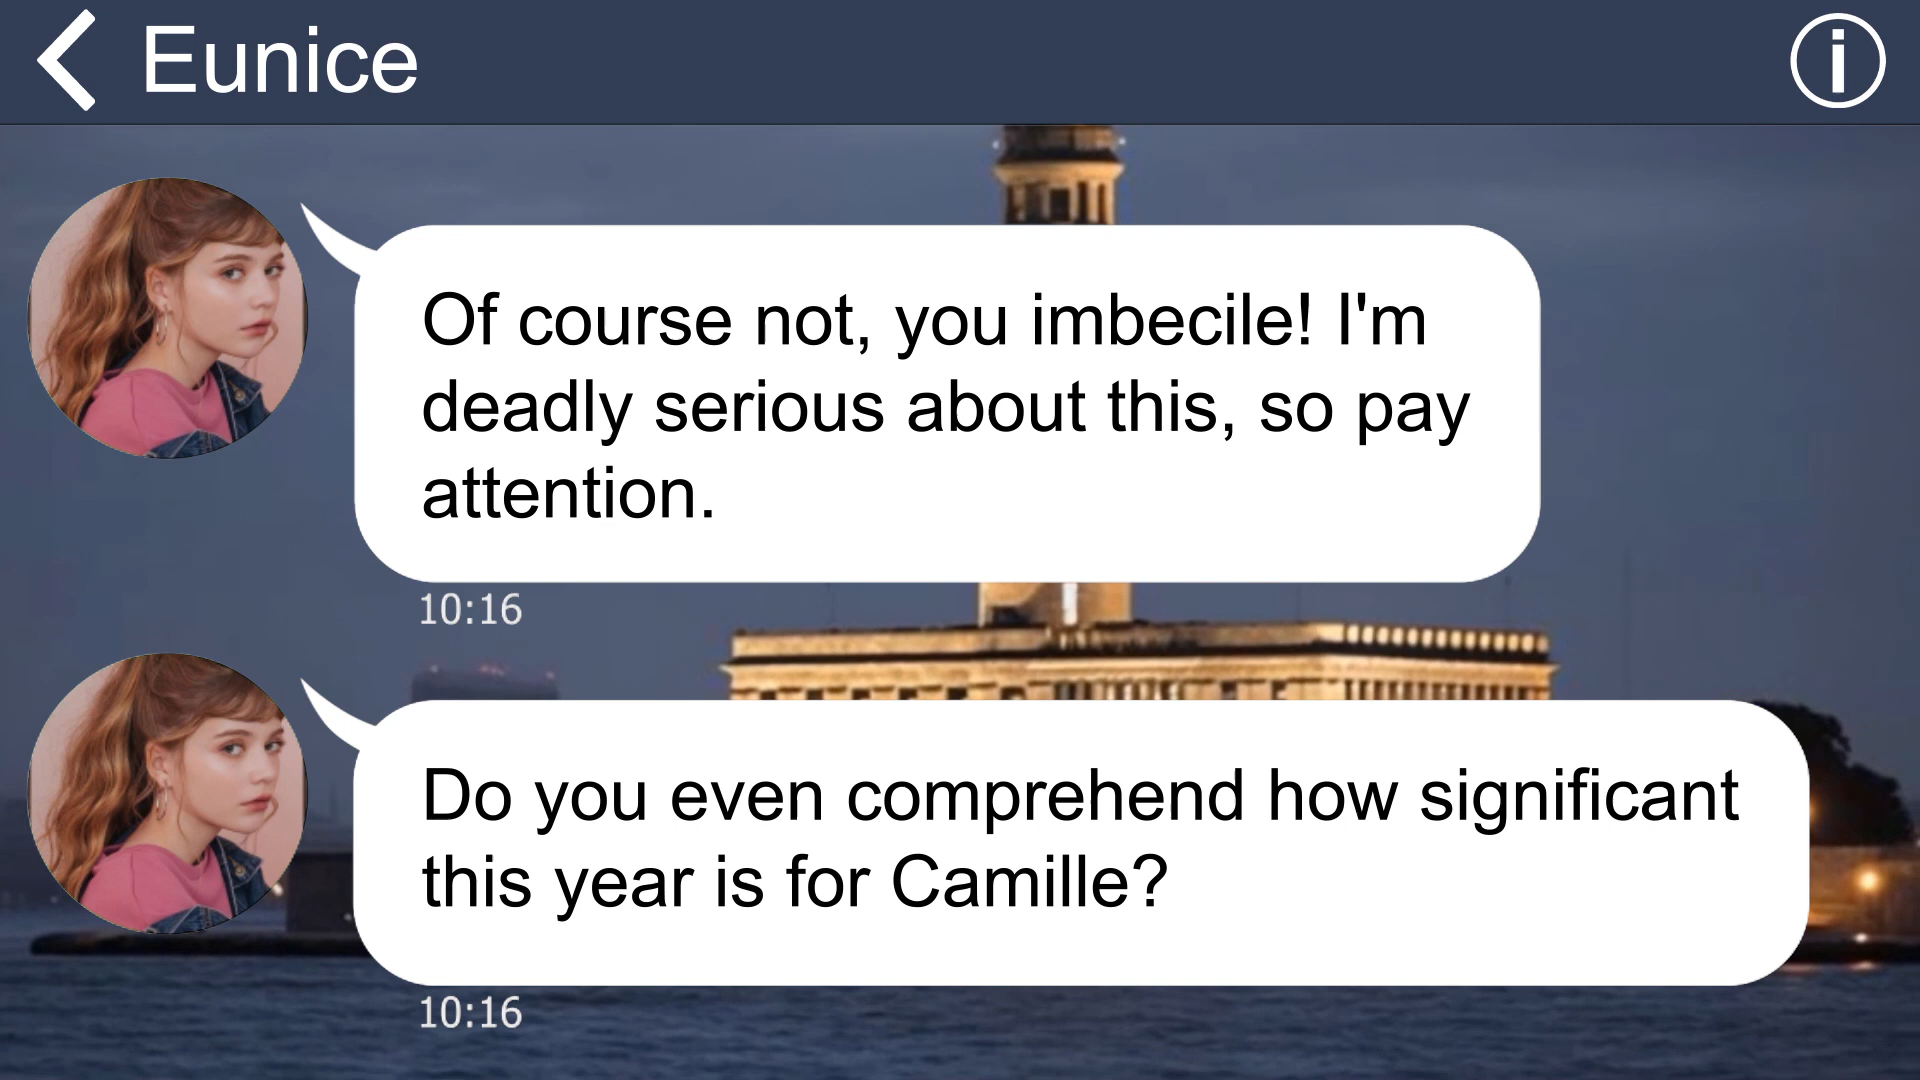 Eunice
Of course not, you imbecile! I'm
deadly serious about this, so pay
attention.
10:16
Do you even comprehend how significant
this year is for Camille?
10:16